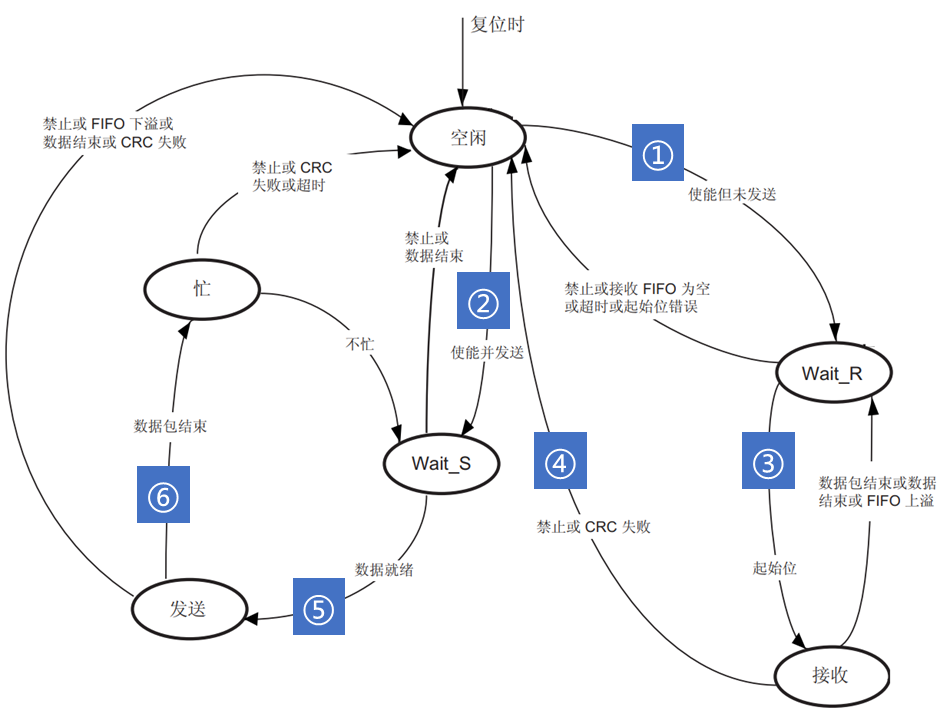 复位时
禁止或 FIFO 下溢或
数据结束或 CRC 失败
空闲
①
禁止或 CRC
失败或超时
使能但未发送
禁止或
数据结束
忙
②
禁止或接收 FIFO 为空
或超时或起始位错误
不忙
使能并发送
Wait_R
数据包结束
Wait_S
④
③
⑥
数据包结束或数据
结束或 FIFO 上溢
禁止或 CRC 失败
数据就绪
起始位
发送
⑤
接收